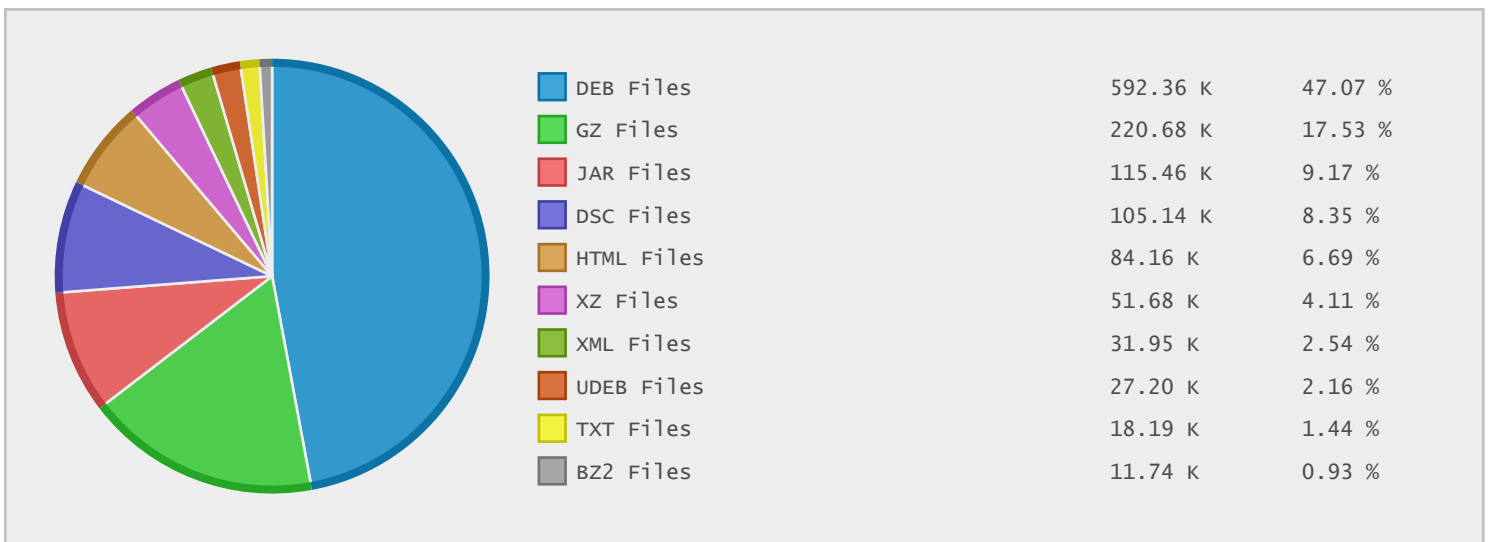 DEB Files 592.36 K 47.07 %
GZ Files 220.68 K 17.53 %
JAR Files 115.46 K 9.17 %
DSC Files 105.14 K 8.35 %
HTML Files 84.16 K 6.69 %
XZ Files 51.68 K 4.11 %
XML Files 31.95 K 2.54 %
UDEB Files 27.20 K 2.16 %
TXT Files 18.19 K 1.44 %
BZ2 Files 11.74 K 0.93 %